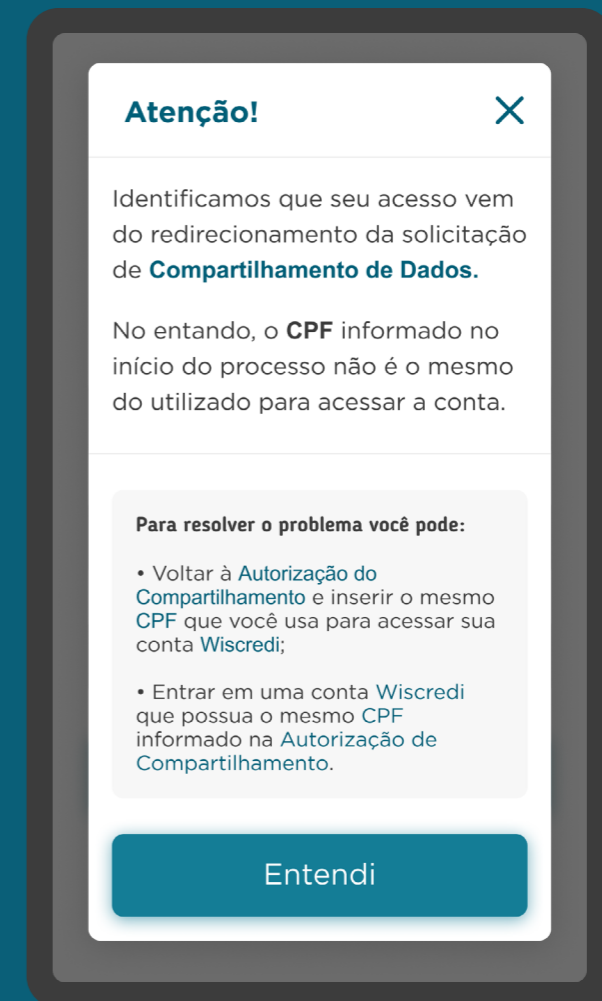 Atenção!
Identificamos que seu acesso vem
do redirecionamento da solicitação
de Compartilhamento de Dados.
No entando, o CPF informado no
início do processo não é o mesmo
do utilizado para acessar a conta.
Para resolver o problema você pode:
• Voltar à Autorização do
Compartilhamento e inserir o mesmo
CPF que você usa para acessar sua
conta Wiscredi;
• Entrar em uma conta Wiscredi
que possua o mesmo CPF
informado na Autorização de
Compartilhamento.
Entendi